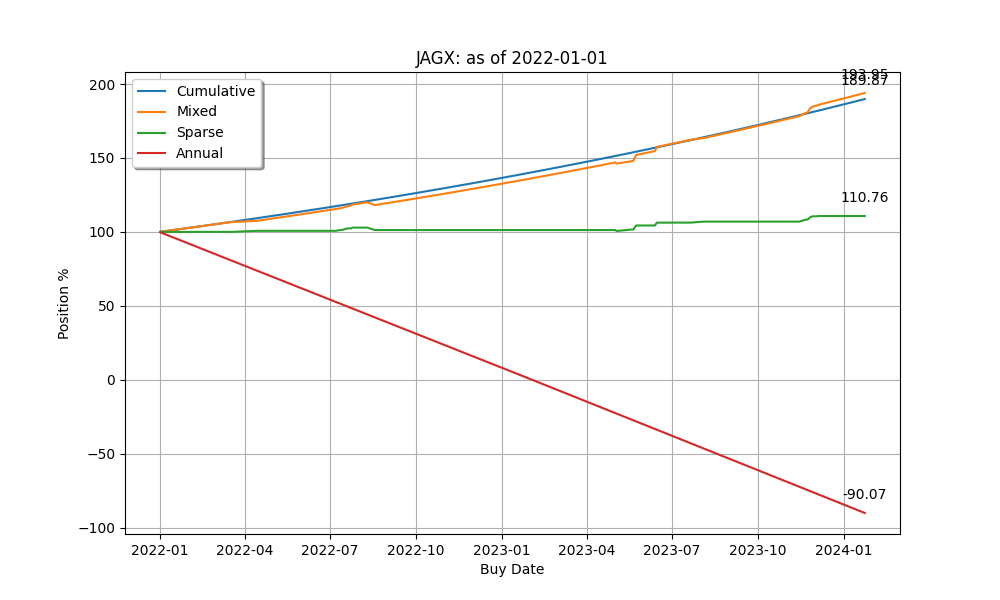 JAGX: as of 2022-01-01
193.95
189.87
200
Cumulative
Mixed
Sparse
Annual
150
110.76
100
50
Position %
0
−50
-90.07
−100
2022-01 2022-04 2022-07 2022-10 2023-01 2023-04 2023-07 2023-10 2024-01
Buy Date